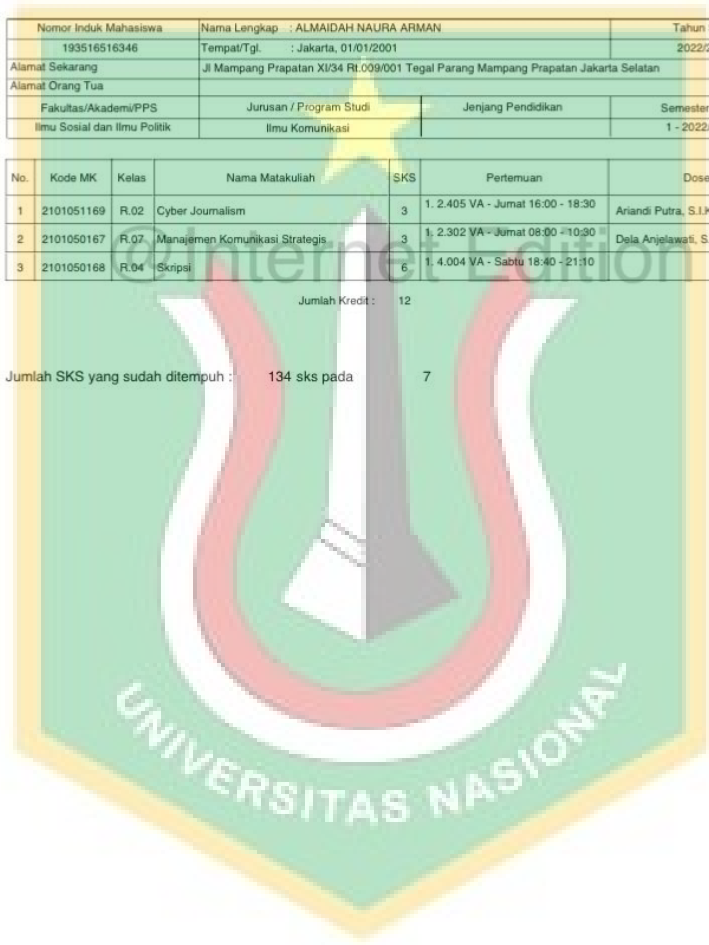 Nomor Induk Mahasiswa Nama Lengkap : ALMAIDAH NAURA ARMAN Tahun
193516516346 Tempat/Tgl. : Jakarta, 01/01/2001 2022/2
Alamat Sekarang Jl Mampang Prapatan XI/34 Rt.009/001 Tegal Parang Mampang Prapatan Jakarta Selatan
Alamat Orang Tua
Fakultas/Akademi/PPS Jurusan / Program Studi Jenjang Pendidikan Semester
Ilmu Sosial dan Ilmu Politik Ilmu Komunikasi 1 - 2022/
No. Kode MK Kelas Nama Matakuliah SKS Pertemuan Dose
1 2101051169 R.02 Cyber Journalism 3 1. 2.405 VA - Jumat 16:00 - 18:30 Ariandi Putra, S.I.K
2 2101050167 R.07 Manajemen Komunikasi Strategis 3 1. 2.302 VA - Jumat 08:00 - 10:30 Dela Anjelawati, S.
3 2101050168 R.04 Skripsi 6 1. 4.004 VA - Sabtu 18:40 - 21:10
@Internet Edition
Jumlah Kredit : 12
Jumlah SKS yang sudah ditempuh : 134 sks pada 7
UNIVERSITAS NASIONAL